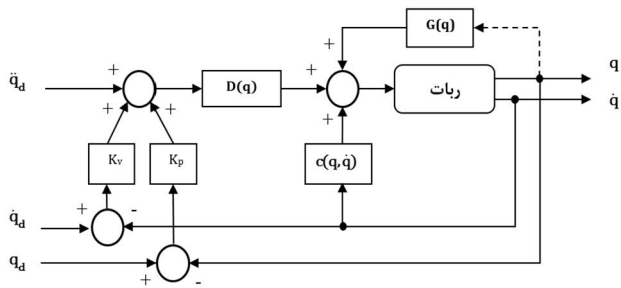 G(q)
+
q̈d + + q
D(q) ربات
+ + + q̇
Kv Kp c(q,q̇)
q̇d + -
qd
+ -